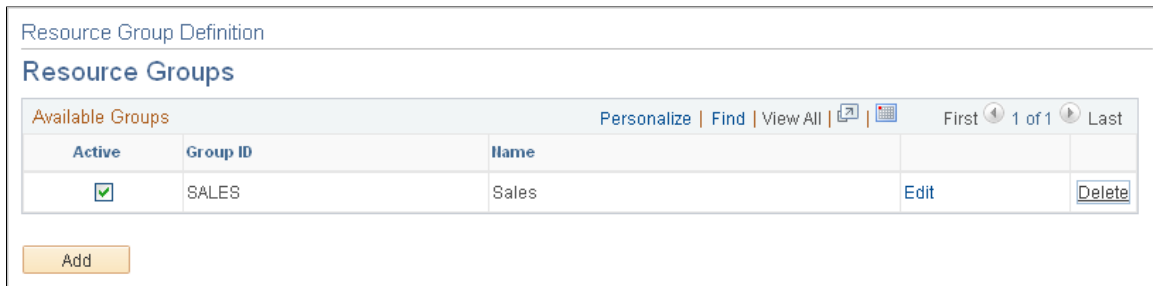 Resource Group Definition
Resource Groups
Available Groups Personalize | Find | View All | | First 1 of 1 Last
Active Group ID Name
SALES Sales Edit Delete
Add